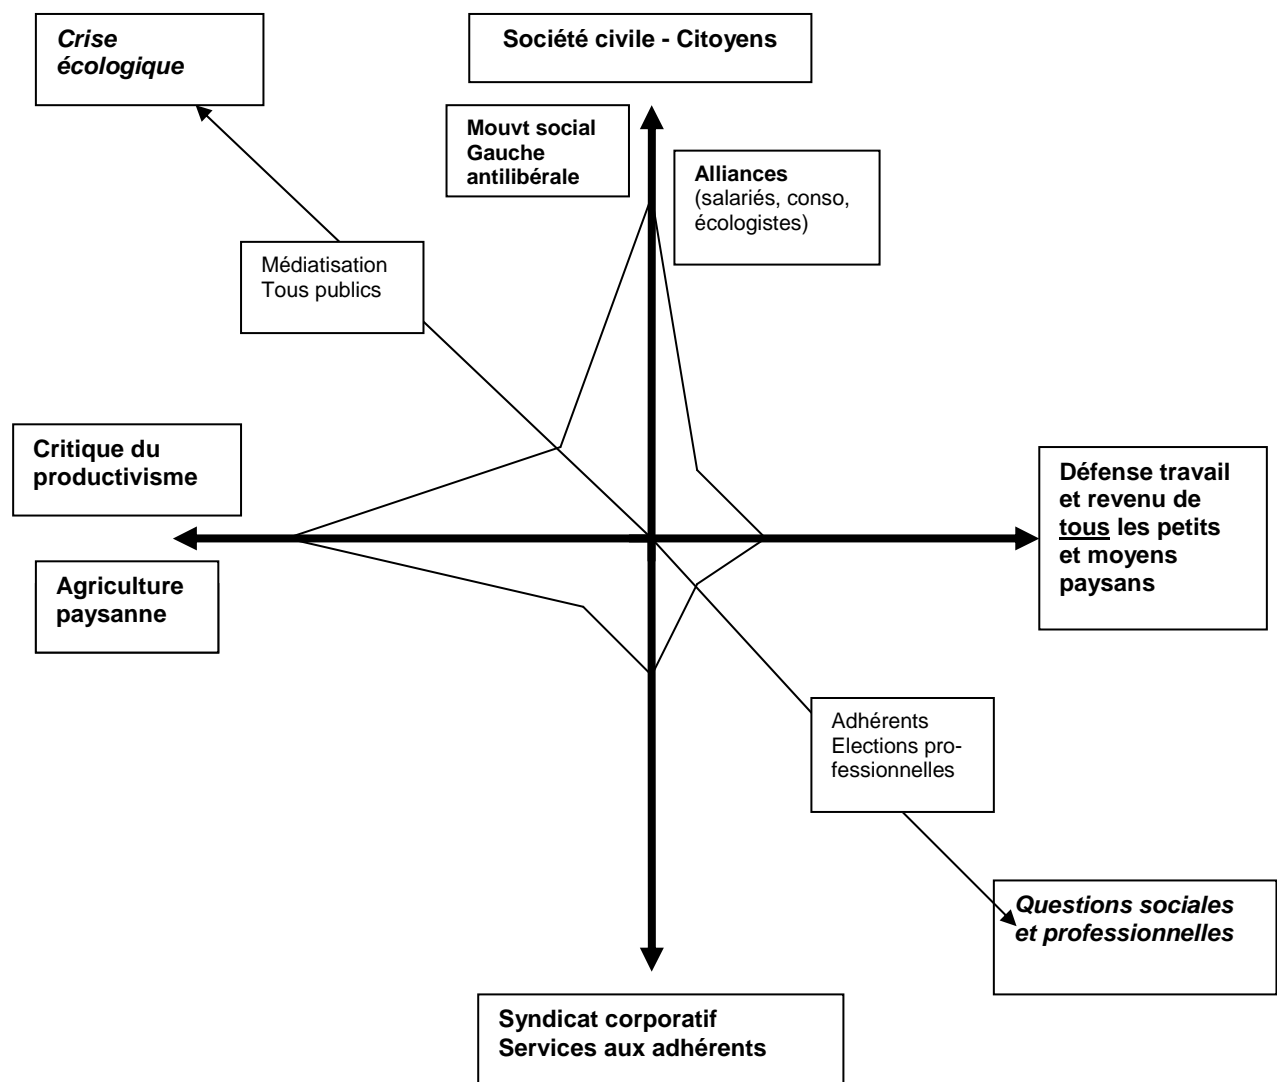 Crise
écologique
Société civile - Citoyens
Mouvt social
Gauche
antilibérale
Alliances
(salariés, conso,
écologistes)
Médiatisation
Tous publics
Critique du
productivisme
Défense travail
et revenu de
tous les petits
et moyens
paysans
Agriculture
paysanne
Adhérents
Elections pro-
fessionnelles
Questions sociales
et professionnelles
Syndicat corporatif
Services aux adhérents